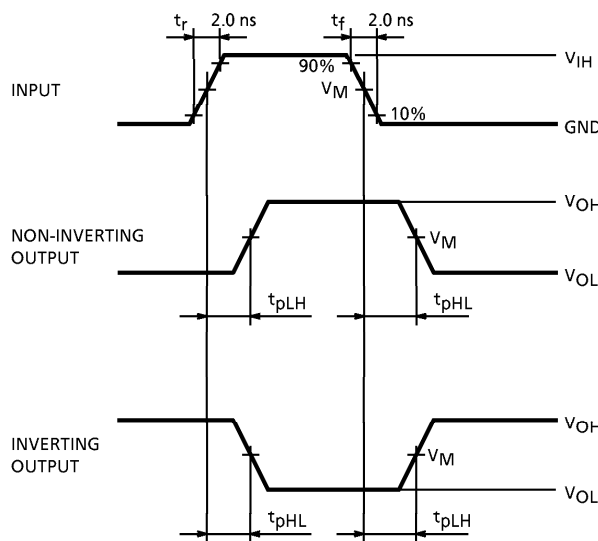 tr 2.0 ns tf 2.0 ns
VIH
90%
INPUT VM
10%
GND
VOH
NON-INVERTING
OUTPUT
VM
VOL
tpLH tpHL
VOH
INVERTING
OUTPUT
VM
VOL
tpHL tpLH